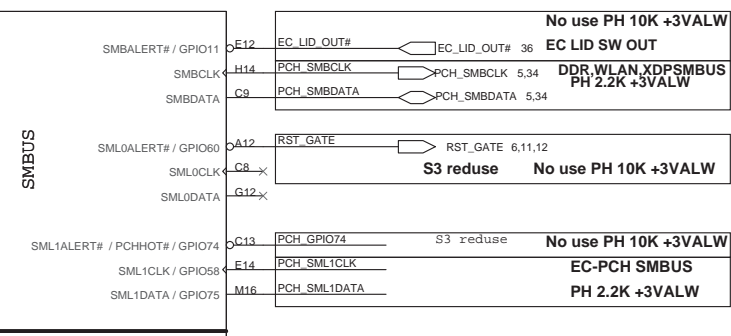 No use PH 10K +3VALW
SMBALERT# / GPIO11 E12 EC_LID_OUT# EC_LID_OUT# 36 EC LID SW OUT
SMBCLK H14 PCH_SMBCLK PCH_SMBCLK 5,34 DDR,WLAN,XDPSMBUS
PH 2.2K +3VALW
SMBDATA C9 PCH_SMBDATA PCH_SMBDATA 5,34
SMBUS
SML0ALERT# / GPIO60 A12 RST_GATE RST_GATE 6,11,12
SML0CLK C8 S3 reduse No use PH 10K +3VALW
SML0DATA G12
SML1ALERT# / PCHHOT# / GPIO74 C13 PCH_GPIO74 S3 reduse No use PH 10K +3VALW
SML1CLK / GPIO58 E14 PCH_SML1CLK EC-PCH SMBUS
SML1DATA / GPIO75 M16 PCH_SML1DATA PH 2.2K +3VALW